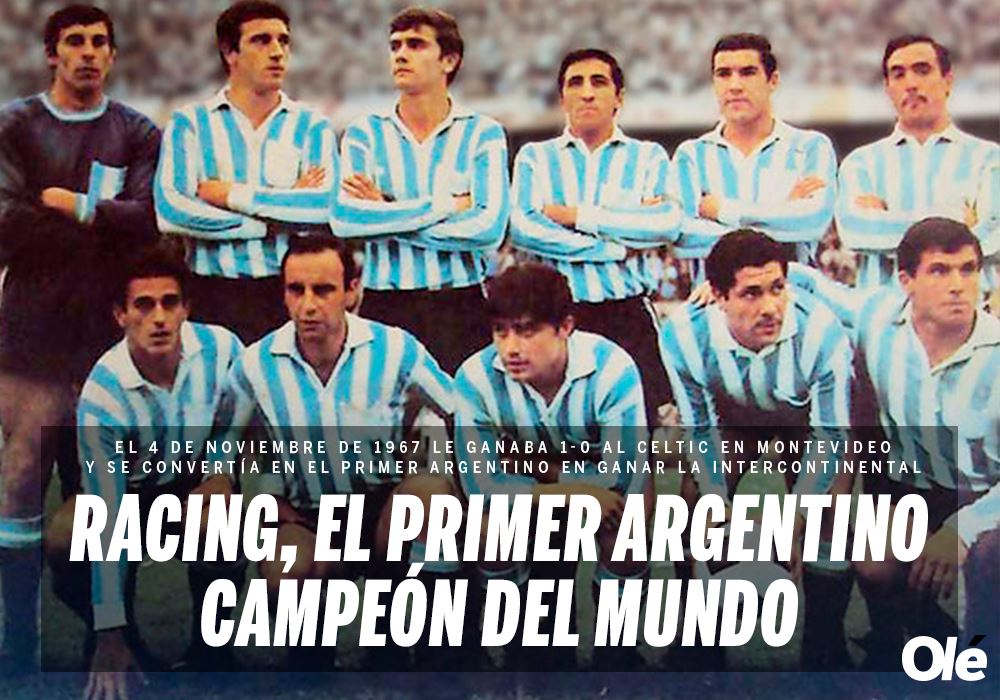 EL 4 DE NOVIEMBRE DE 1967 LE GANABA 1-0 AL CELTIC EN MONTEVIDEO
Y SE CONVERTÍA EN EL PRIMER ARGENTINO EN GANAR LA INTERCONTINENTAL
RACING, EL PRIMER ARGENTINO
CAMPEÓN DEL MUNDO
Olé